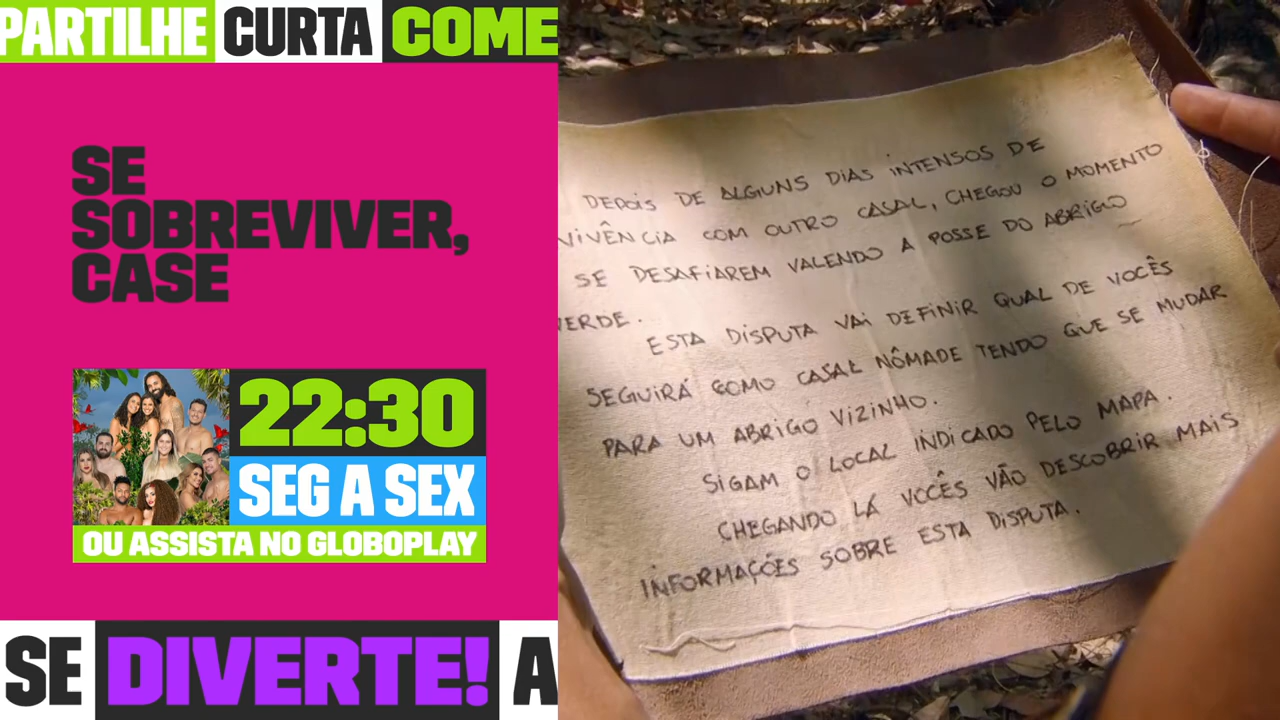 PARTILHE CURTA COME
SE
SOBREVIVER,
CASE
22:30
SEG A SEX
OU ASSISTA NO GLOBOPLAY
SE DIVERTE! A
DEPOIS DE ALGUNS DIAS INTENSOS DE
VIVÊNCIA COM OUTRO CASAL, CHEGOU O MOMENTO
SE DESAFIAREM VALENDO A POSSE DO ABRIGO
VERDE.
ESTA DISPUTA VAI DEFINIR QUAL DE VOCÊS
SEGUIRÁ COMO CASAL NÔMADE TENDO QUE SE MUDAR
PARA UM ABRIGO VIZINHO.
SIGAM O LOCAL INDICADO PELO MAPA.
CHEGANDO LÁ VOCÊS VÃO DESCOBRIR MAIS
INFORMAÇÕES SOBRE ESTA DISPUTA.